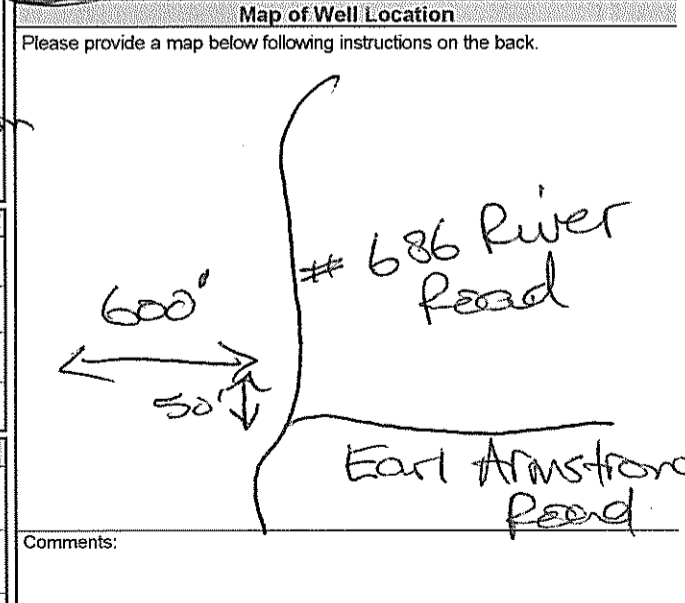 Map of Well Location
Please provide a map below following instructions on the back.
# 686 River
Road
600'
50'
Earl Armstrong
Road
Comments: